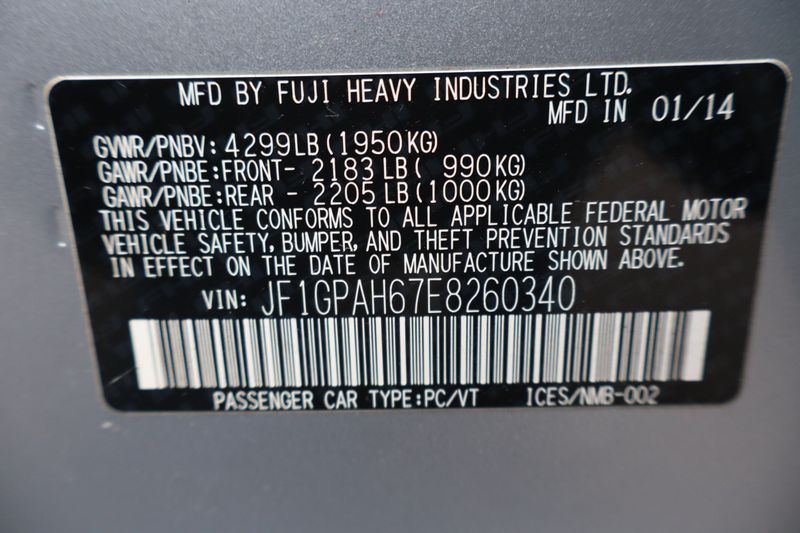 MFD BY FUJI HEAVY INDUSTRIES LTD.
MFD IN 01/14
GVWR/PNBV: 4299LB(1950KG)
GAWR/PNBE:FRONT- 2183 LB( 990KG)
GAWR/PNBE:REAR - 2205 LB(1000KG)
THIS VEHICLE CONFORMS TO ALL APPLICABLE FEDERAL MOTOR
VEHICLE SAFETY, BUMPER, AND THEFT PREVENTION STANDARDS
IN EFFECT ON THE DATE OF MANUFACTURE SHOWN ABOVE.
VIN: JF1GPAH67E8260340
PASSENGER CAR TYPE:PC/VT ICES/NMB-002